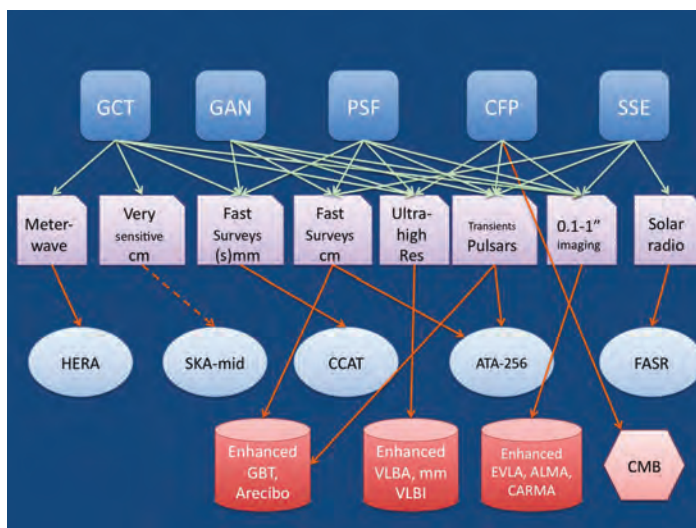 GCT
GAN
PSF
CFP
SSE
Meter-
wave
Very
sensitive
cm
Fast
Surveys
(s)mm
Fast
Surveys
cm
Ultra-
high
Res
Transients
Pulsars
0.1-1”
imaging
Solar
radio
HERA
SKA-mid
CCAT
ATA-256
FASR
Enhanced
GBT,
Arecibo
Enhanced
VLBA, mm
VLBI
Enhanced
EVLA, ALMA,
CARMA
CMB